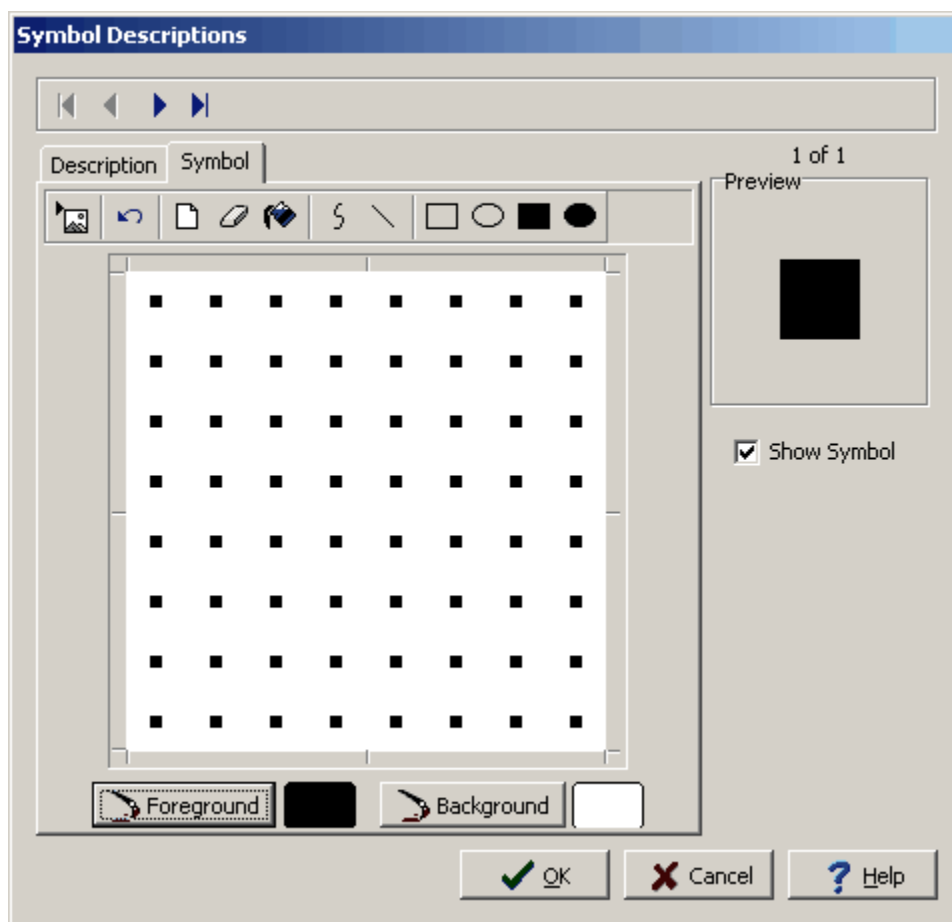 Symbol Descriptions
Description
Symbol
1 of 1
Preview
Show Symbol
Foreground
Background
OK
Cancel
Help